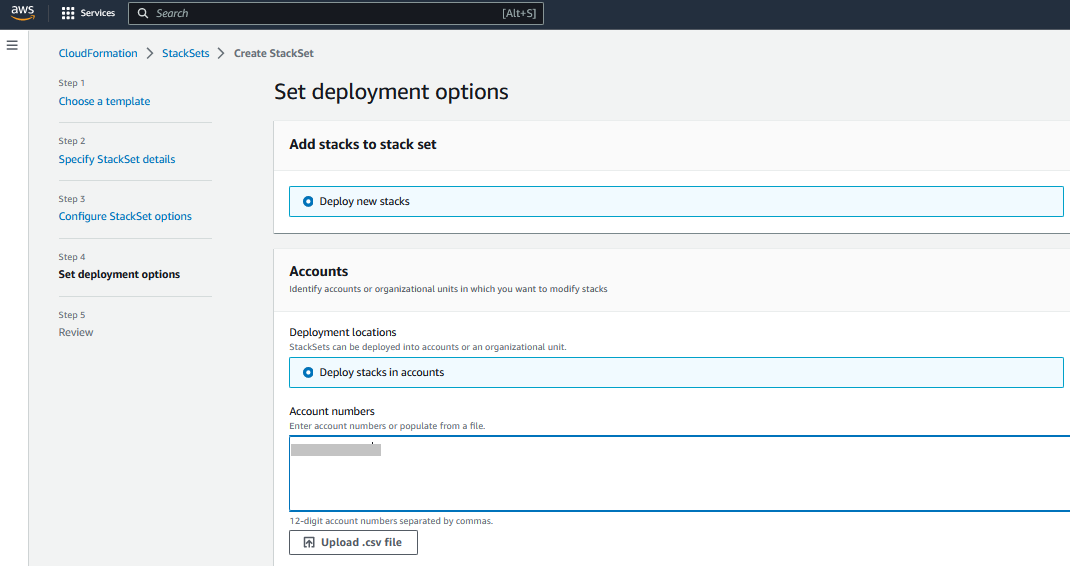 aws
Services
Search
[Alt+S]
CloudFormation
StackSets
Create StackSet
Step 1
Choose a template
Step 2
Specify StackSet details
Step 3
Configure StackSet options
Step 4
Set deployment options
Step 5
Review
Set deployment options
Add stacks to stack set
Deploy new stacks
Accounts
Identify accounts or organizational units in which you want to modify stacks
Deployment locations
StackSets can be deployed into accounts or an organizational unit.
Deploy stacks in accounts
Account numbers
Enter account numbers or populate from a file.
12-digit account numbers separated by commas.
Upload .csv file